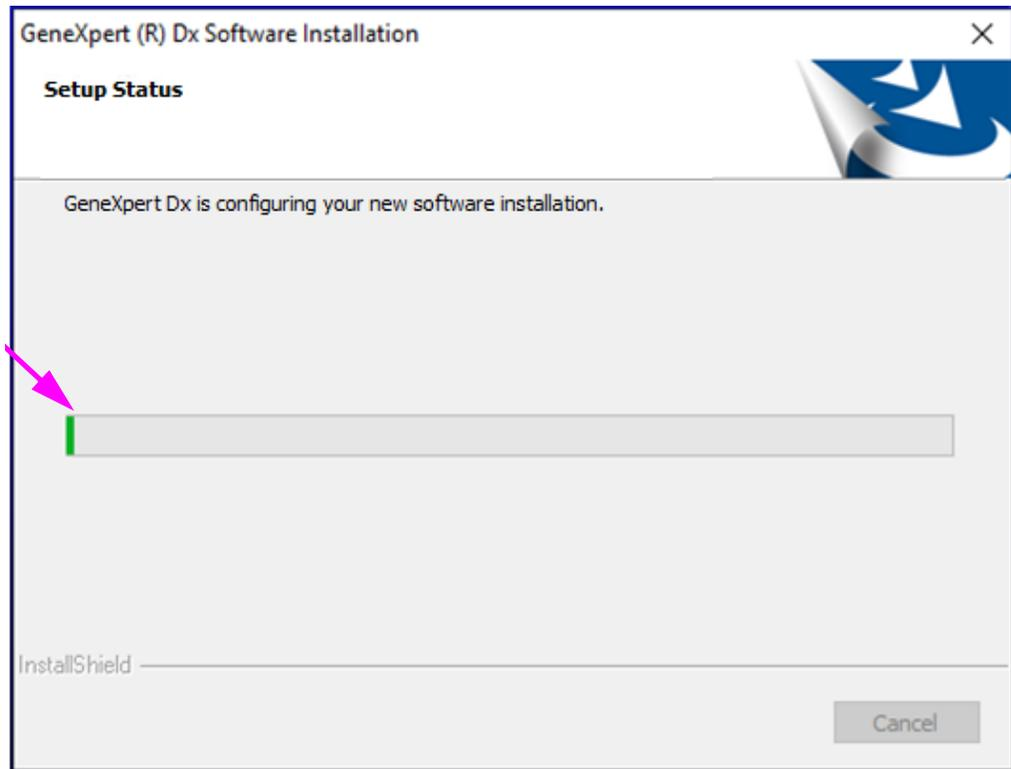 GeneXpert (R) Dx Software Installation
Setup Status
GeneXpert Dx is configuring your new software installation.
InstallShield
Cancel